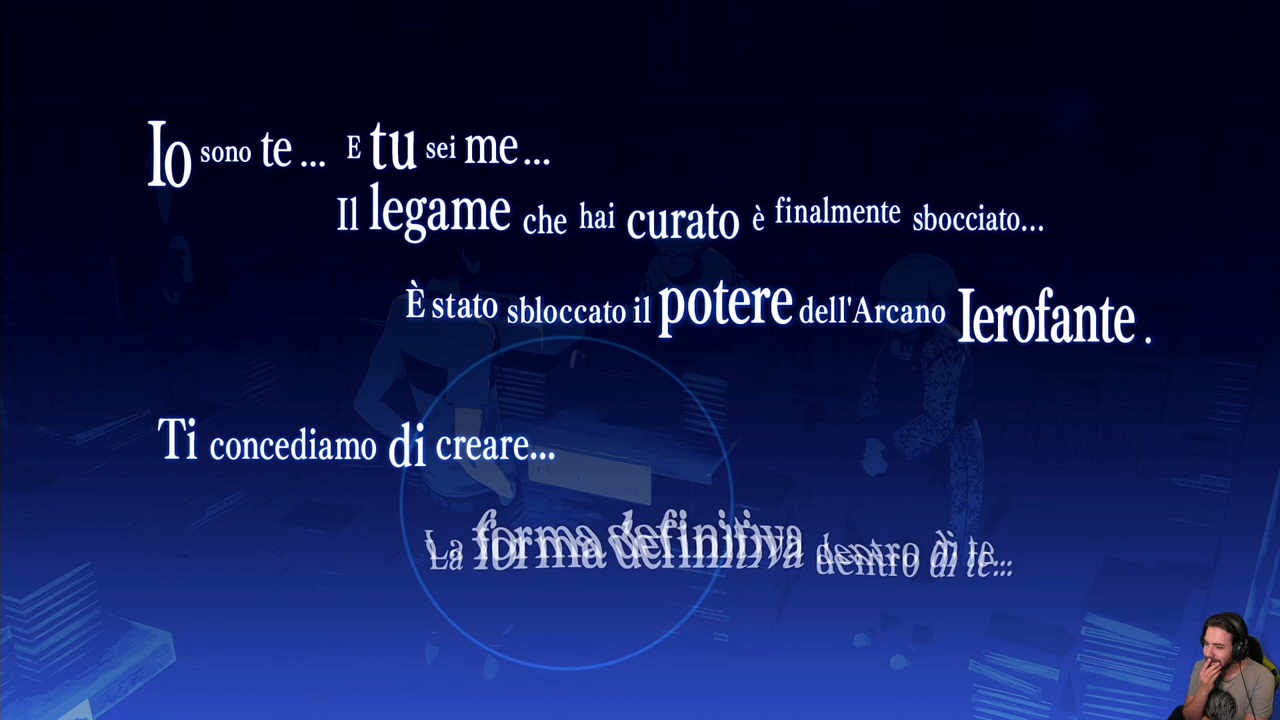 Io sono te... E tu sei me...
Il legame che hai curato è finalmente sbocciato...
È stato sbloccato il potere dell'Arcano Ierofante.
Ti concediamo di creare...
La forma definitiva dentro di te...